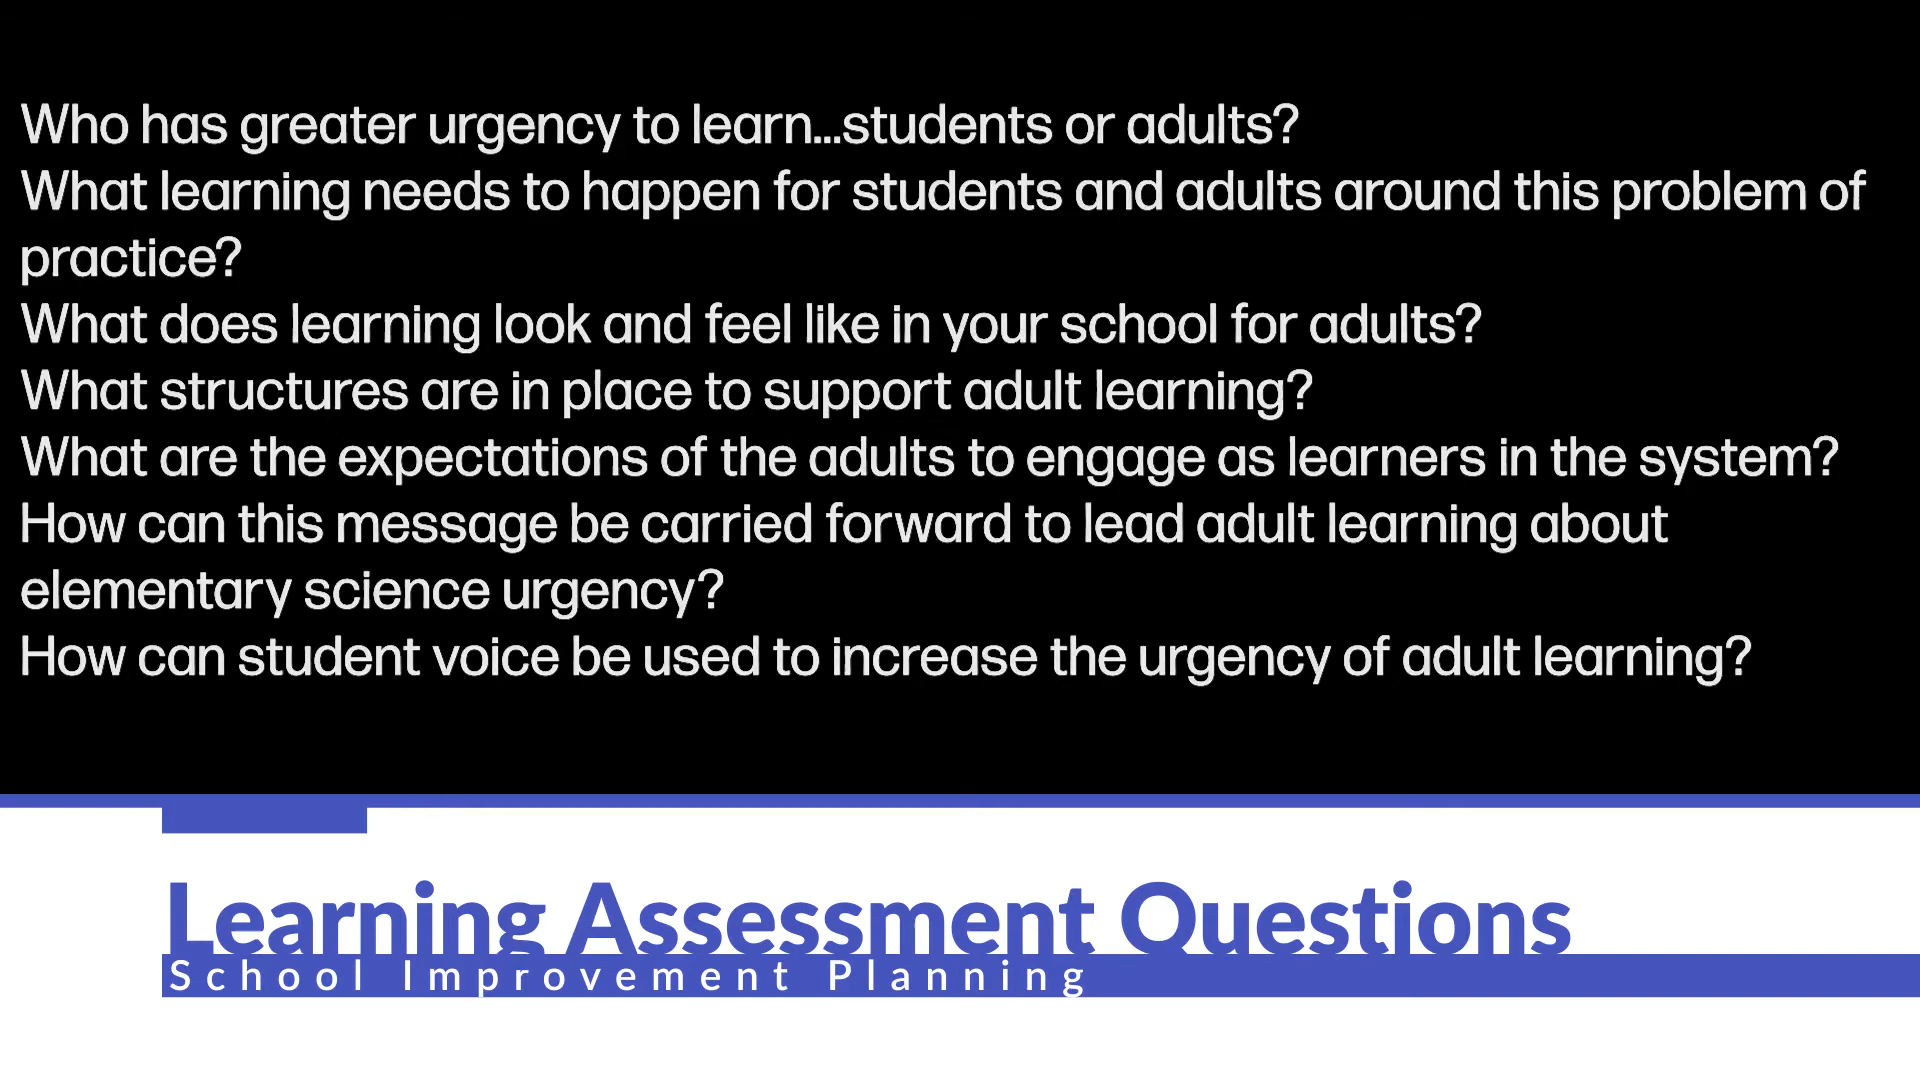 Who has greater urgency to learn...students or adults?
What learning needs to happen for students and adults around this problem of
practice?
What does learning look and feel like in your school for adults?
What structures are in place to support adult learning?
What are the expectations of the adults to engage as learners in the system?
How can this message be carried forward to lead adult learning about
elementary science urgency?
How can student voice be used to increase the urgency of adult learning?
Learning Assessment Questions
School Improvement Planning